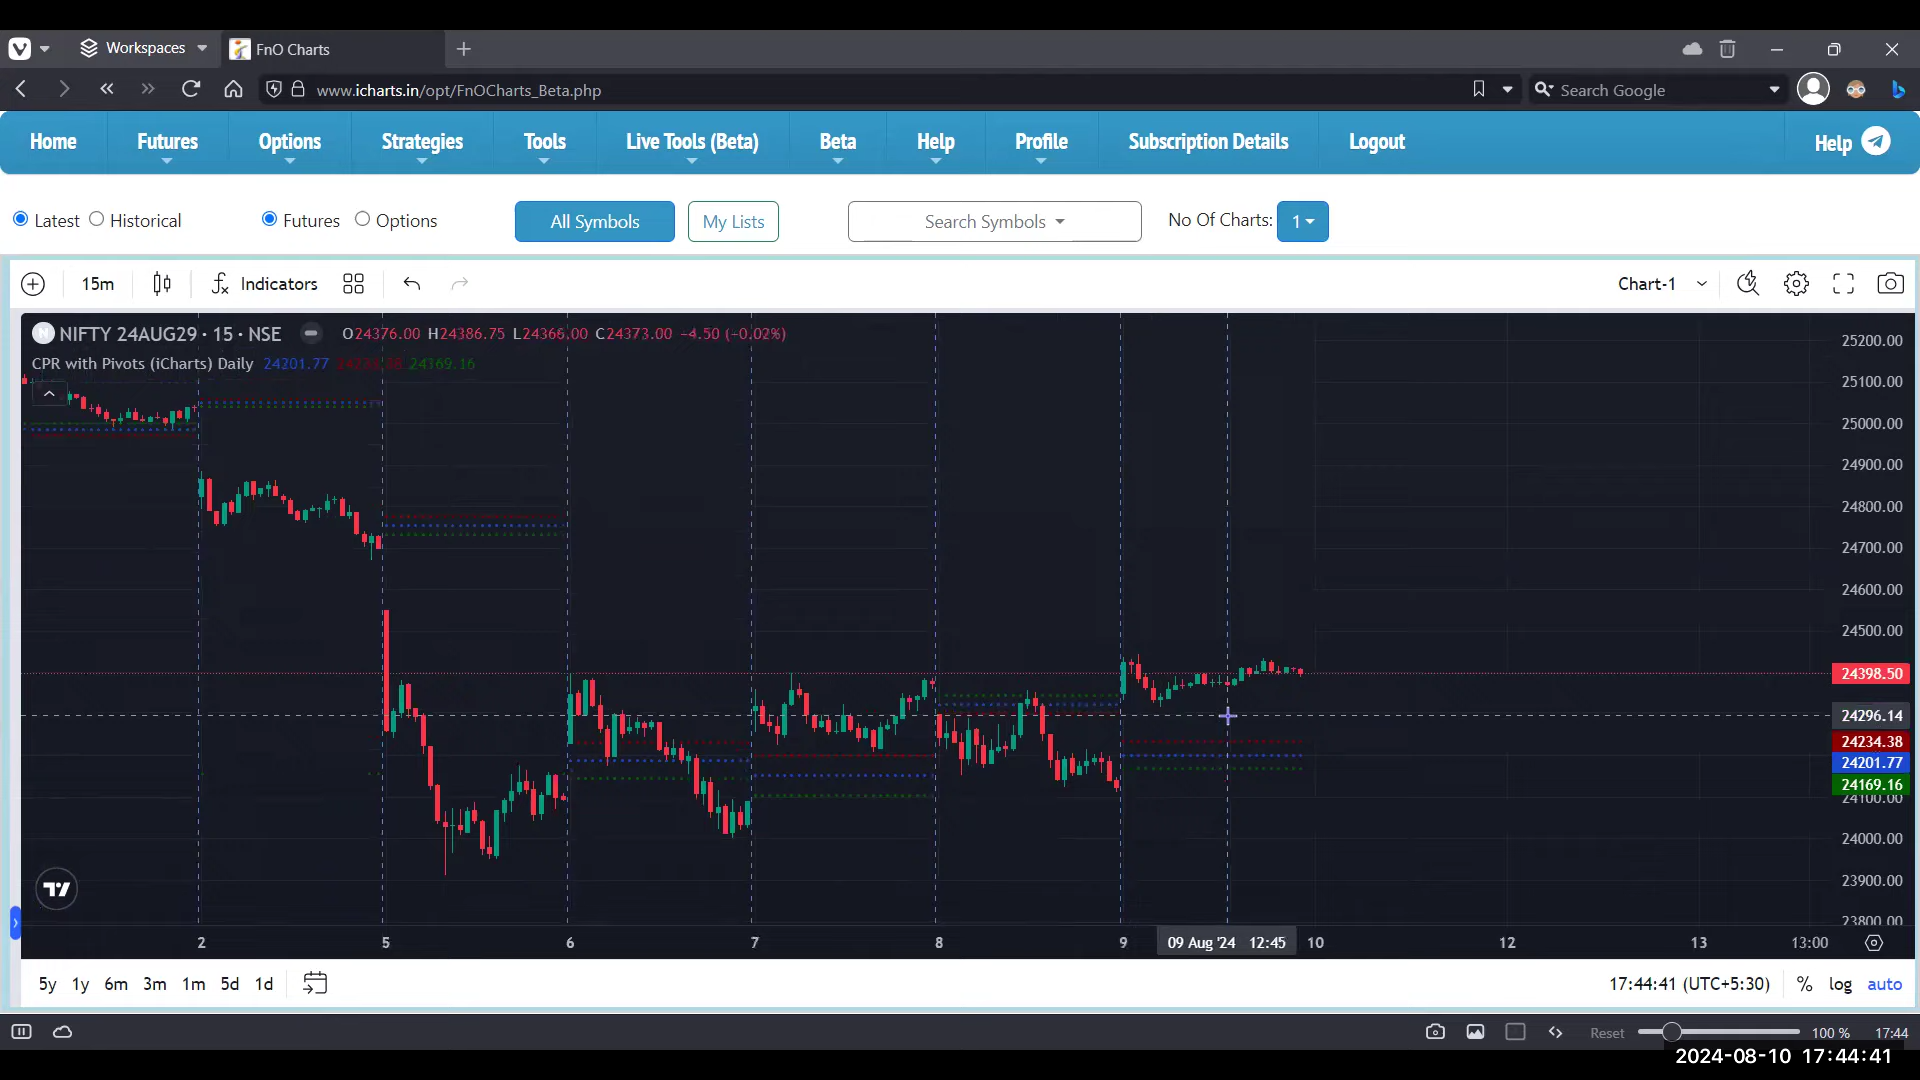 Workspaces
FnO Charts
www.icharts.in/opt/FnOCharts_Beta.php
Search Google
Home
Futures
Options
Strategies
Tools
Live Tools (Beta)
Beta
Help
Profile
Subscription Details
Logout
Help
Latest
Historical
Futures
Options
All Symbols
My Lists
Search Symbols
No Of Charts:
1
15m
Indicators
Chart-1
N NIFTY 24AUG29 · 15 · NSE
O24376.00 H24386.75 L24366.00 C24373.00 −4.50 (−0.02%)
CPR with Pivots (iCharts) Daily 24201.77 24234.38 24169.16
25200.00
25100.00
25000.00
24900.00
24800.00
24700.00
24600.00
24500.00
24398.50
24296.14
24234.38
24201.77
24169.16
24100.00
24000.00
23900.00
23800.00
2
5
6
7
8
9
09 Aug '24 12:45
10
12
13
13:00
5y
1y
6m
3m
1m
5d
1d
17:44:41 (UTC+5:30)
%
log
auto
Reset
100 %
17:44
2024-08-10 17:44:41